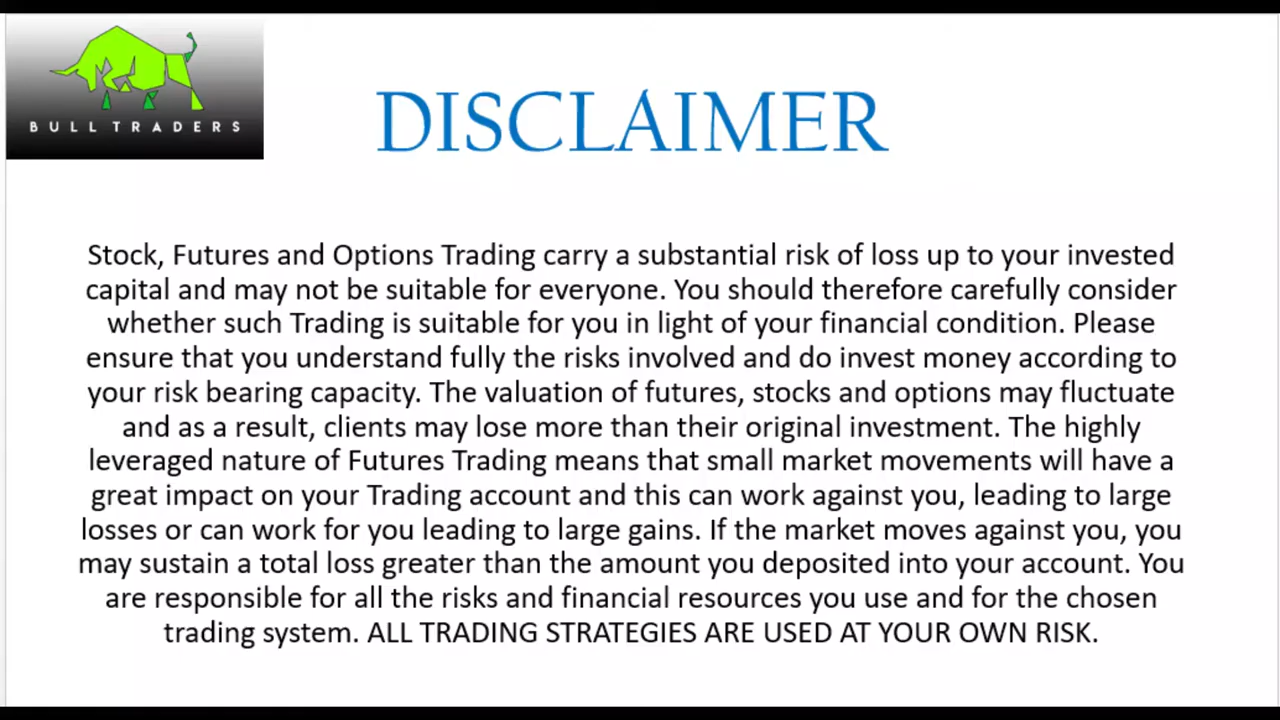 BULL TRADERS
DISCLAIMER
Stock, Futures and Options Trading carry a substantial risk of loss up to your invested
capital and may not be suitable for everyone. You should therefore carefully consider
whether such Trading is suitable for you in light of your financial condition. Please
ensure that you understand fully the risks involved and do invest money according to
your risk bearing capacity. The valuation of futures, stocks and options may fluctuate
and as a result, clients may lose more than their original investment. The highly
leveraged nature of Futures Trading means that small market movements will have a
great impact on your Trading account and this can work against you, leading to large
losses or can work for you leading to large gains. If the market moves against you, you
may sustain a total loss greater than the amount you deposited into your account. You
are responsible for all the risks and financial resources you use and for the chosen
trading system. ALL TRADING STRATEGIES ARE USED AT YOUR OWN RISK.